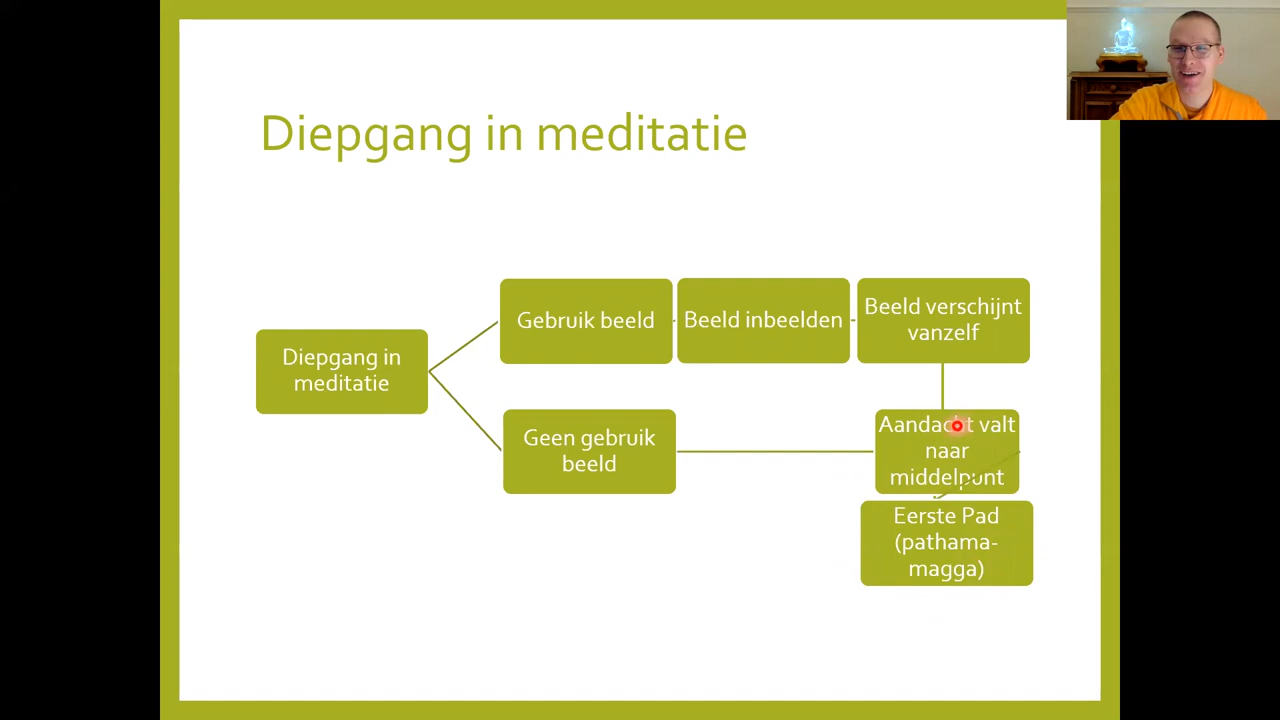 Diepgang in meditatie
Diepgang in
meditatie
Gebruik beeld
Beeld inbeelden
Beeld verschijnt
vanzelf
Geen gebruik
beeld
Aandacht valt
naar
middelpunt
Eerste Pad
(pathama-
magga)